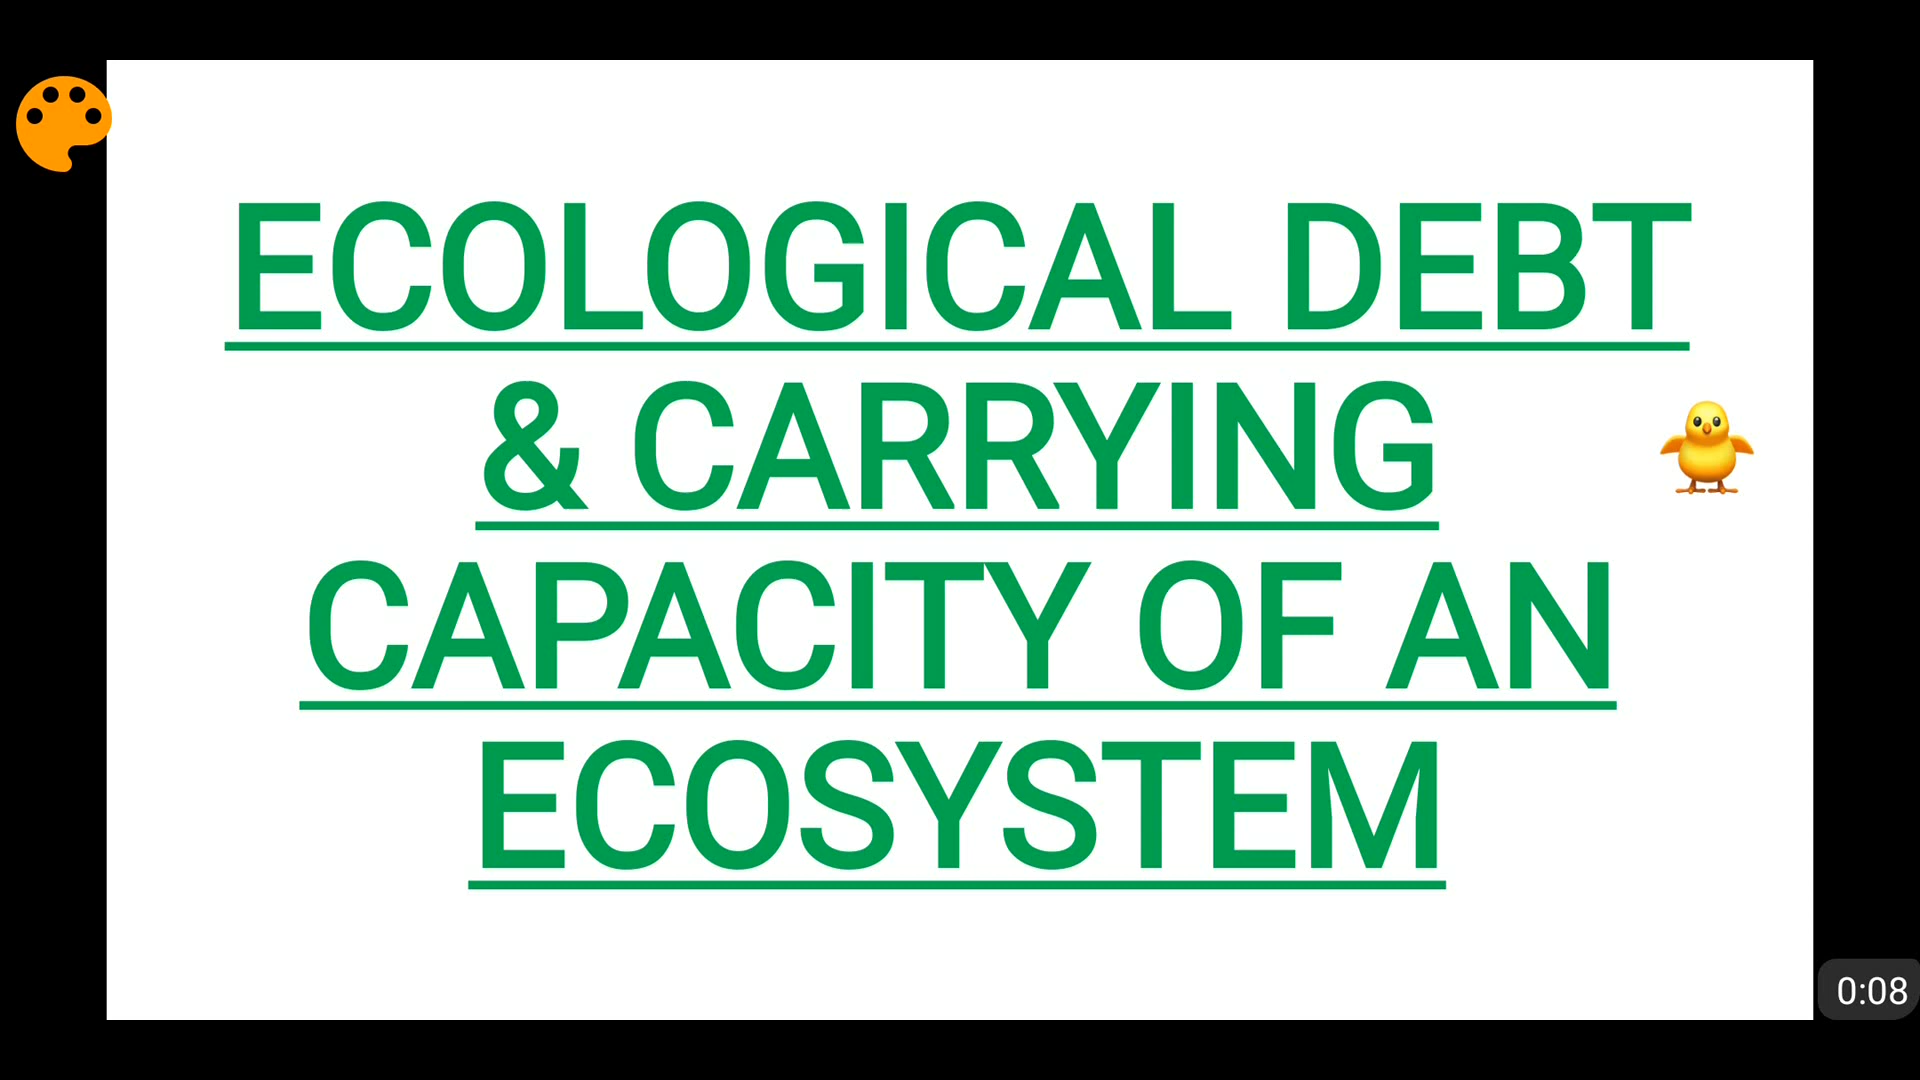 ECOLOGICAL DEBT
& CARRYING
CAPACITY OF AN
ECOSYSTEM
0:08